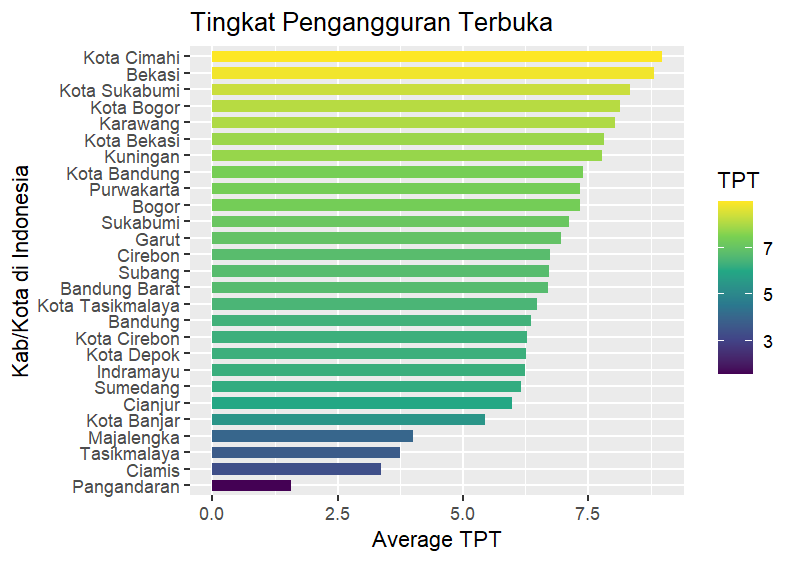 Tingkat Pengangguran Terbuka
Kab/Kota di Indonesia
Kota Cimahi
Bekasi
Kota Sukabumi
Kota Bogor
Karawang
Kota Bekasi
Kuningan
Kota Bandung
Purwakarta
Bogor
Sukabumi
Garut
Cirebon
Subang
Bandung Barat
Kota Tasikmalaya
Bandung
Kota Cirebon
Kota Depok
Indramayu
Sumedang
Cianjur
Kota Banjar
Majalengka
Tasikmalaya
Ciamis
Pangandaran
0.0 2.5 5.0 7.5
Average TPT
TPT
7
5
3